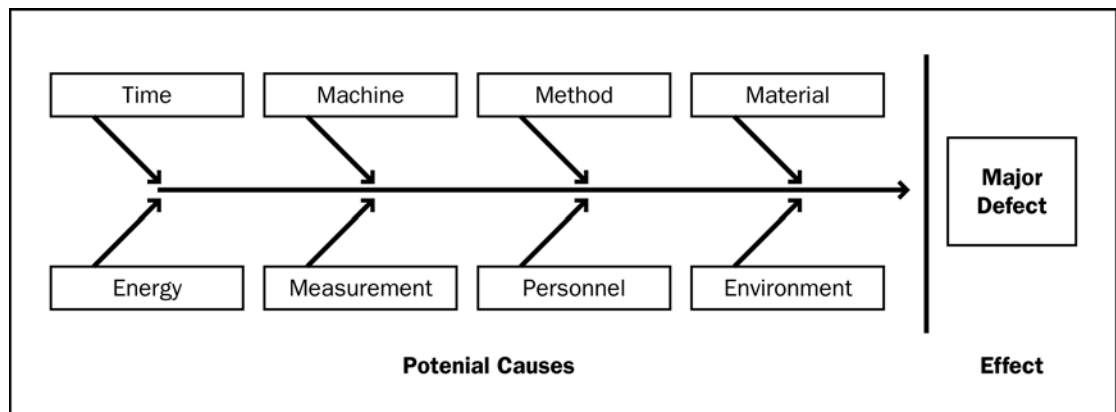 Time
Machine
Method
Material
Major
Defect
Energy
Measurement
Personnel
Environment
Potenial Causes
Effect